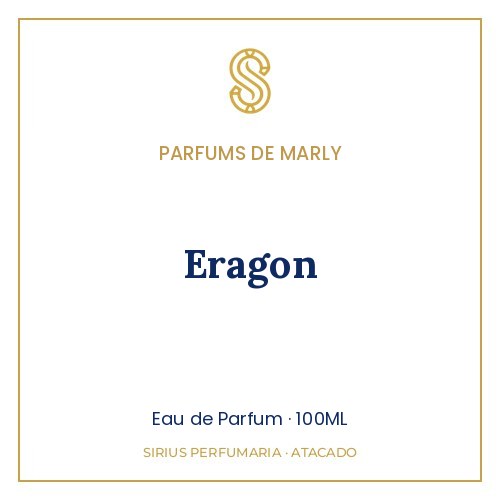 PARFUMS DE MARLY
Eragon
Eau de Parfum · 100ML
SIRIUS PERFUMARIA · ATACADO